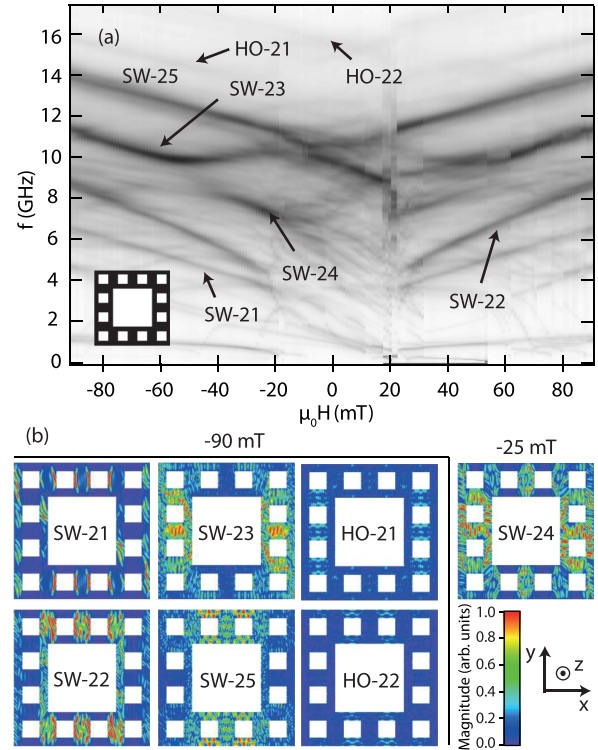 (a)
16
14
12
10
8
6
4
2
0
f (GHz)
HO-21
HO-22
SW-25
SW-23
SW-24
SW-21
SW-22
-80 -60 -40 -20 0 20 40 60 80
μ₀H (mT)
(b)
-90 mT
-25 mT
SW-21 SW-23 HO-21 SW-24
SW-22 SW-25 HO-22
Magnitude (arb. units)
1.0
0.8
0.6
0.4
0.2
0.0
y
z
x